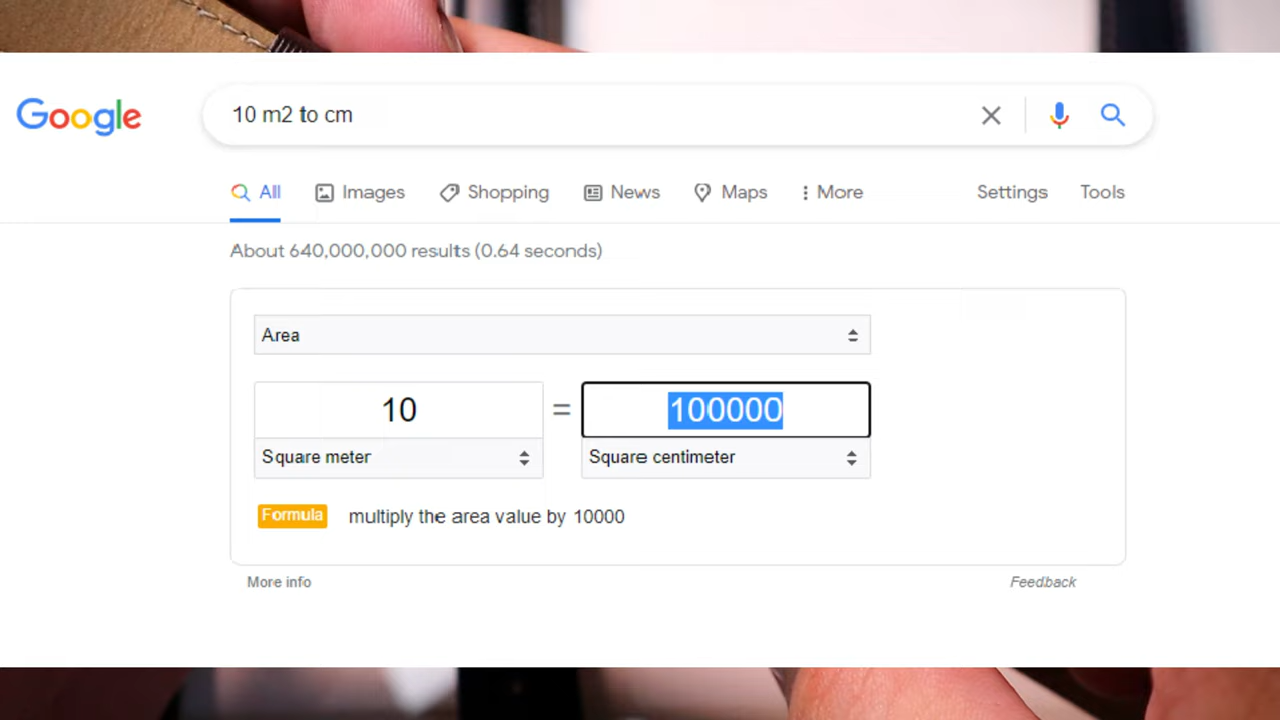 Google
10 m2 to cm
All Images Shopping News Maps More Settings Tools
About 640,000,000 results (0.64 seconds)
Area
10 = 100000
Square meter Square centimeter
Formula multiply the area value by 10000
More info Feedback